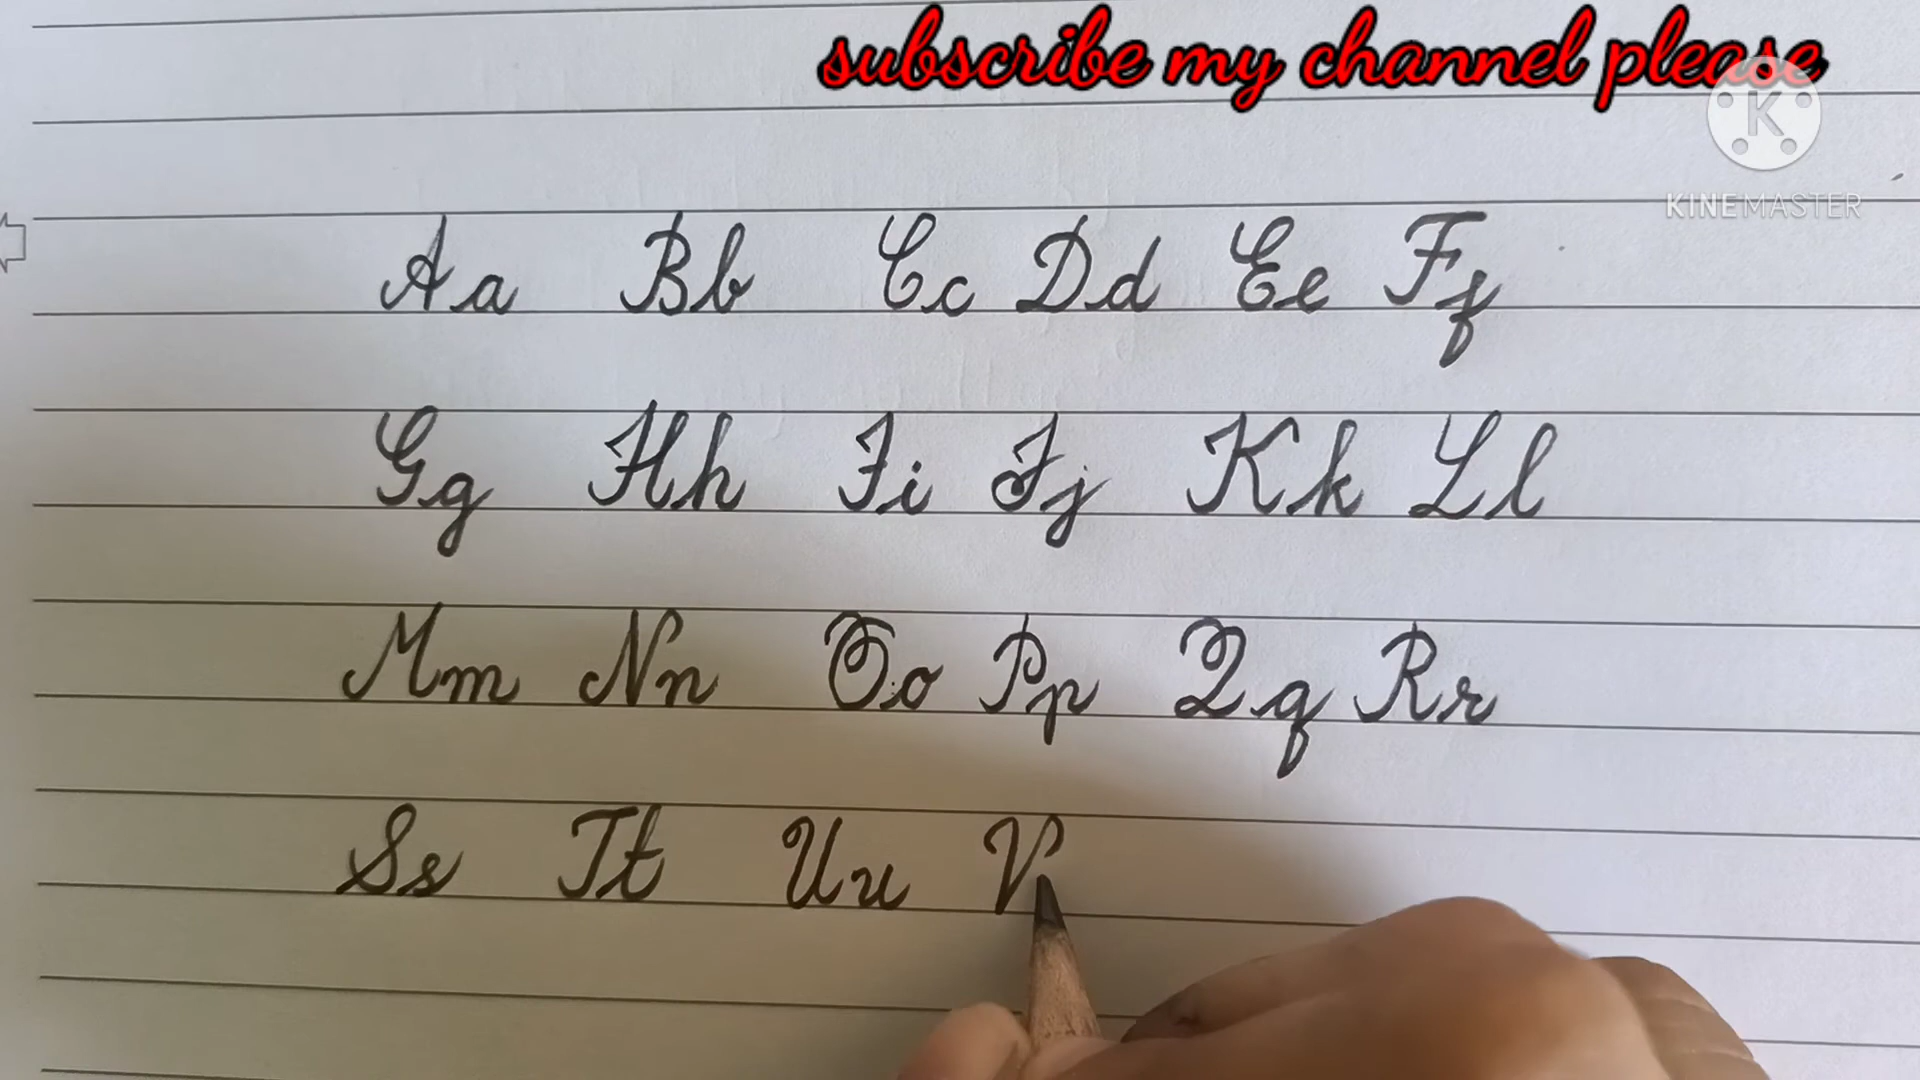 subscribe my channel please
K
KINEMASTER
Aa Bb Cc Dd Ee Ff
Gg Hh Ii Jj Kk Ll
Mm Nn Oo Pp Qq Rr
Ss Tt Uu V